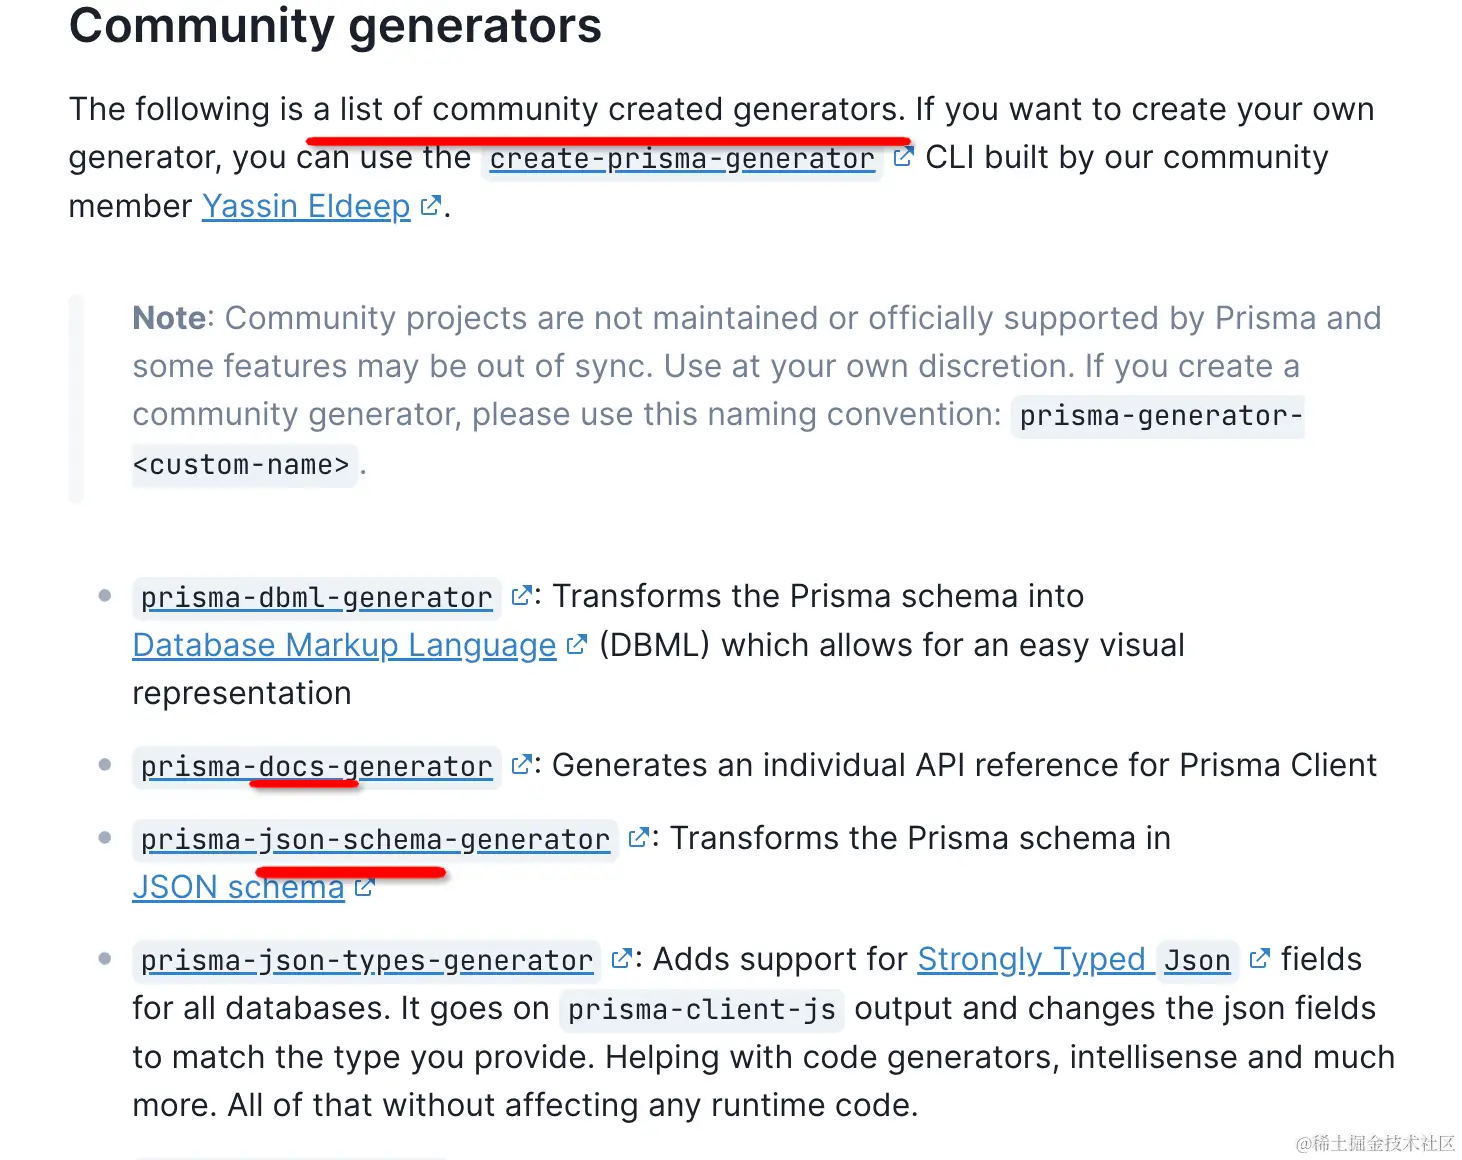 Community generators
The following is a list of community created generators. If you want to create your own
generator, you can use the create-prisma-generator CLI built by our community
member Yassin Eldeep.
Note: Community projects are not maintained or officially supported by Prisma and
some features may be out of sync. Use at your own discretion. If you create a
community generator, please use this naming convention: prisma-generator-
<custom-name>.
prisma-dbml-generator: Transforms the Prisma schema into
Database Markup Language (DBML) which allows for an easy visual
representation
prisma-docs-generator: Generates an individual API reference for Prisma Client
prisma-json-schema-generator: Transforms the Prisma schema in
JSON schema
prisma-json-types-generator: Adds support for Strongly Typed Json fields
for all databases. It goes on prisma-client-js output and changes the json fields
to match the type you provide. Helping with code generators, intellisense and much
more. All of that without affecting any runtime code.
@稀土掘金技术社区